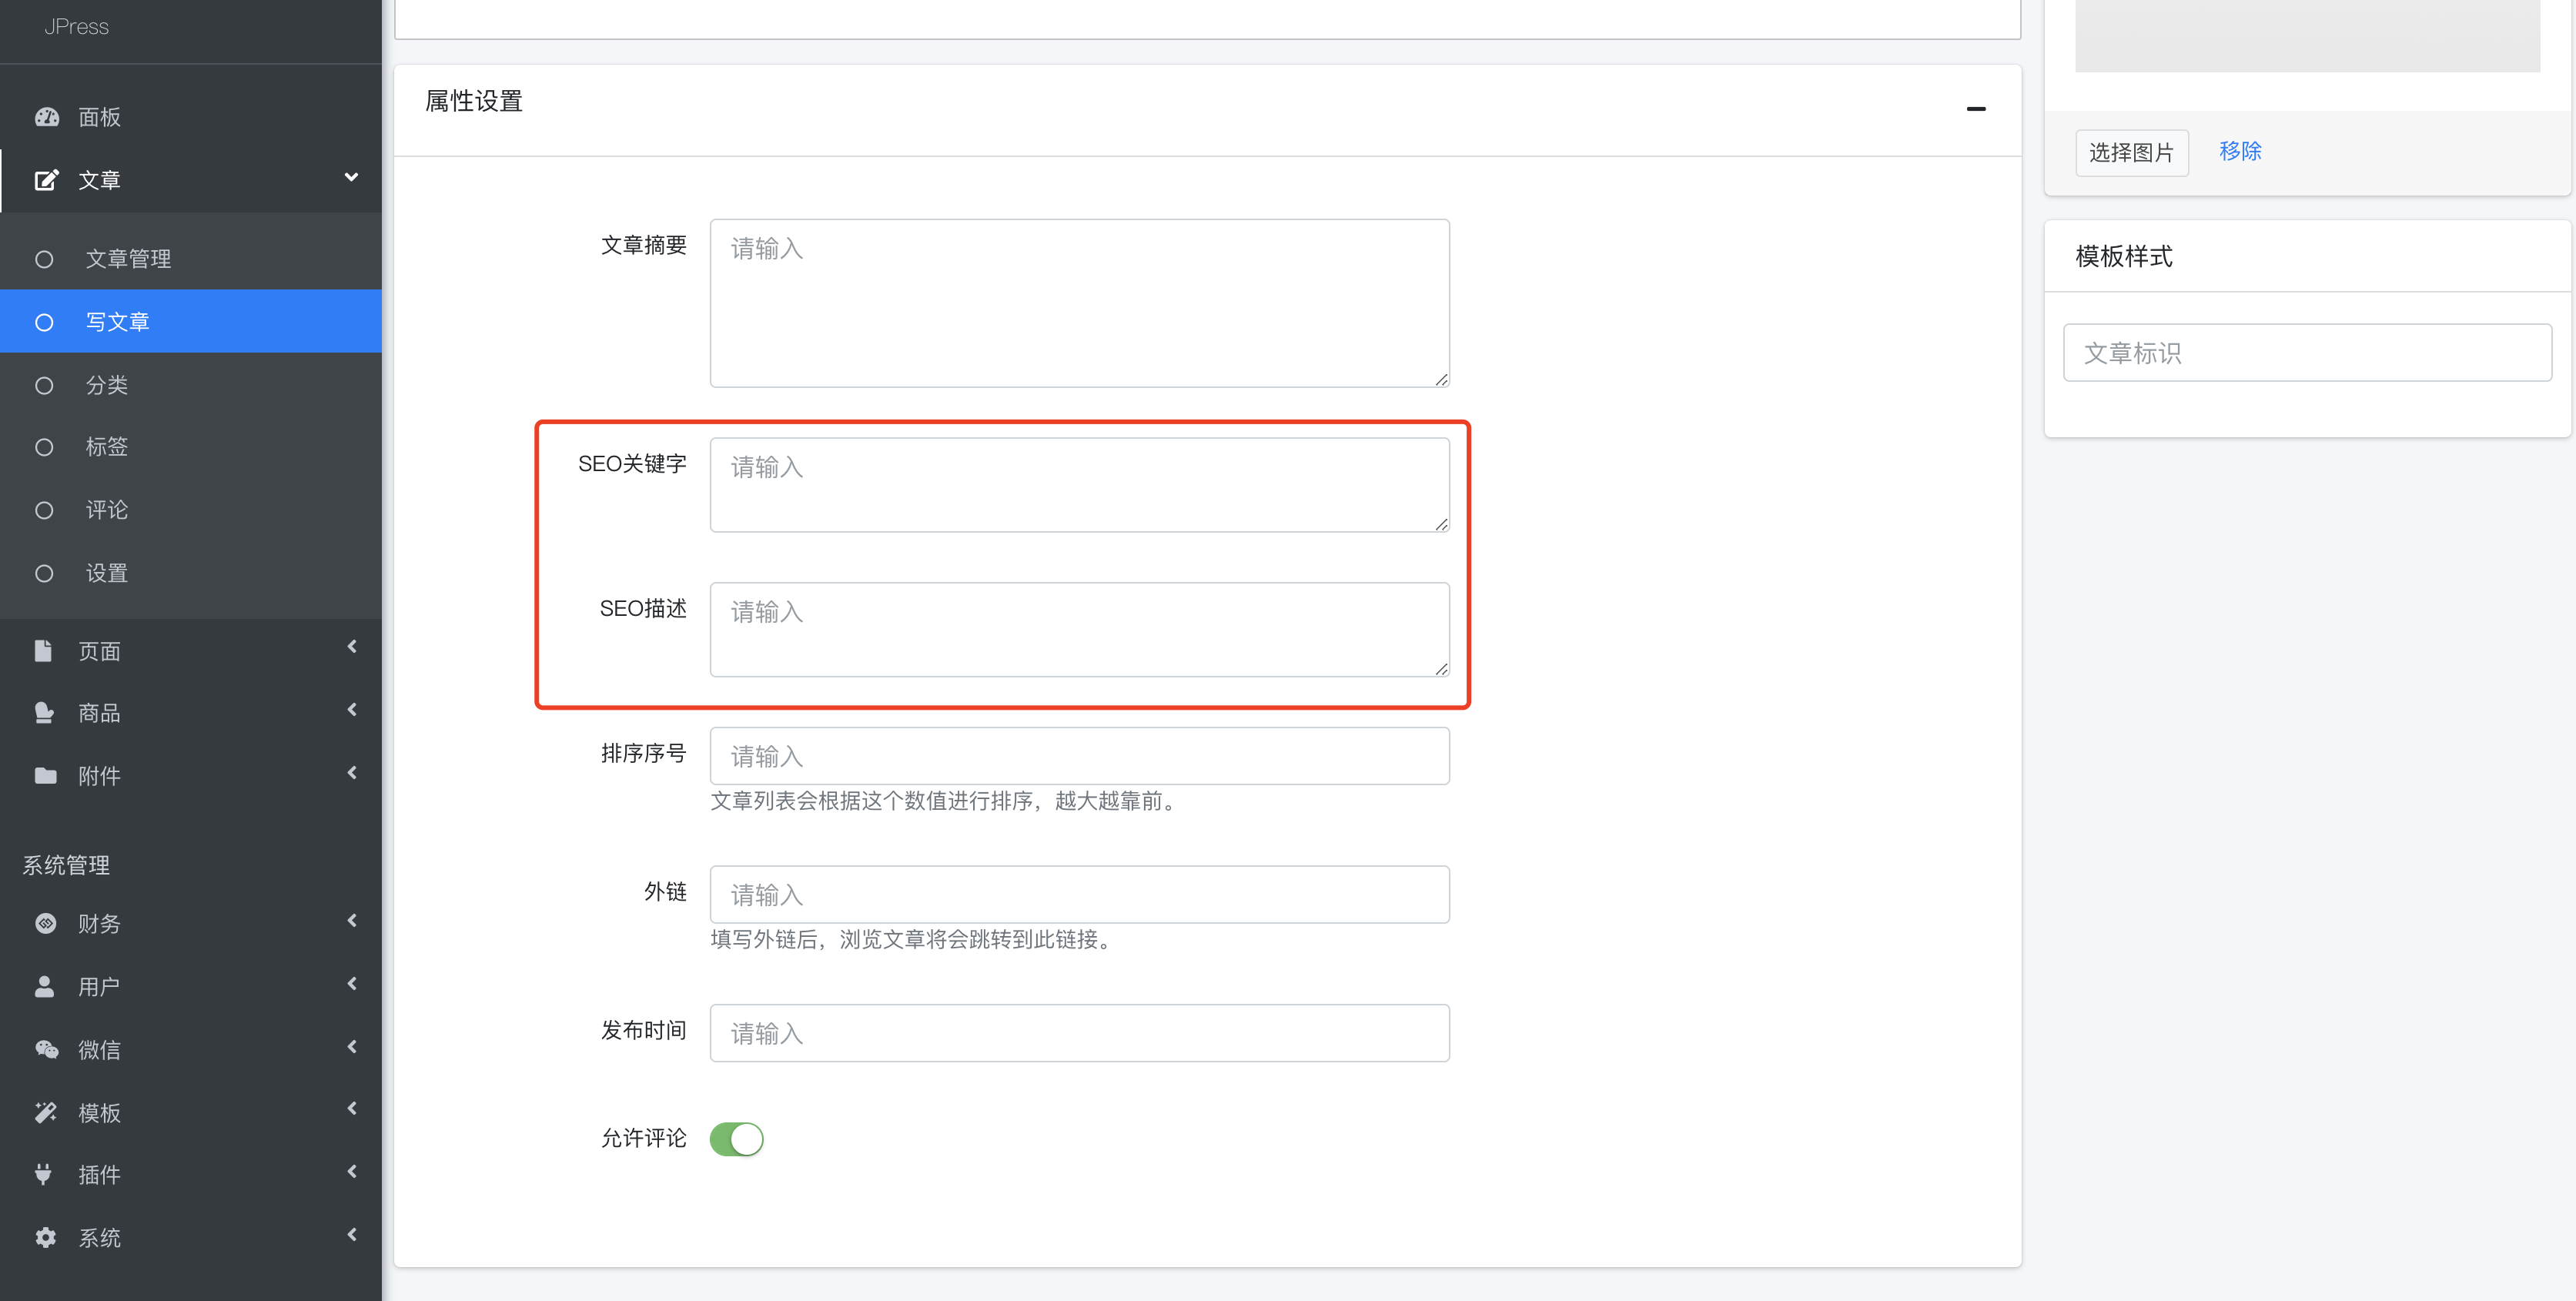 JPress
面板
文章
文章管理
写文章
分类
标签
评论
设置
页面
商品
附件
系统管理
财务
用户
微信
模板
插件
系统
属性设置
文章摘要
请输入
SEO关键字
请输入
SEO描述
请输入
排序序号
请输入
文章列表会根据这个数值进行排序，越大越靠前。
外链
请输入
填写外链后，浏览文章将会跳转到此链接。
发布时间
请输入
允许评论
选择图片 移除
模板样式
文章标识